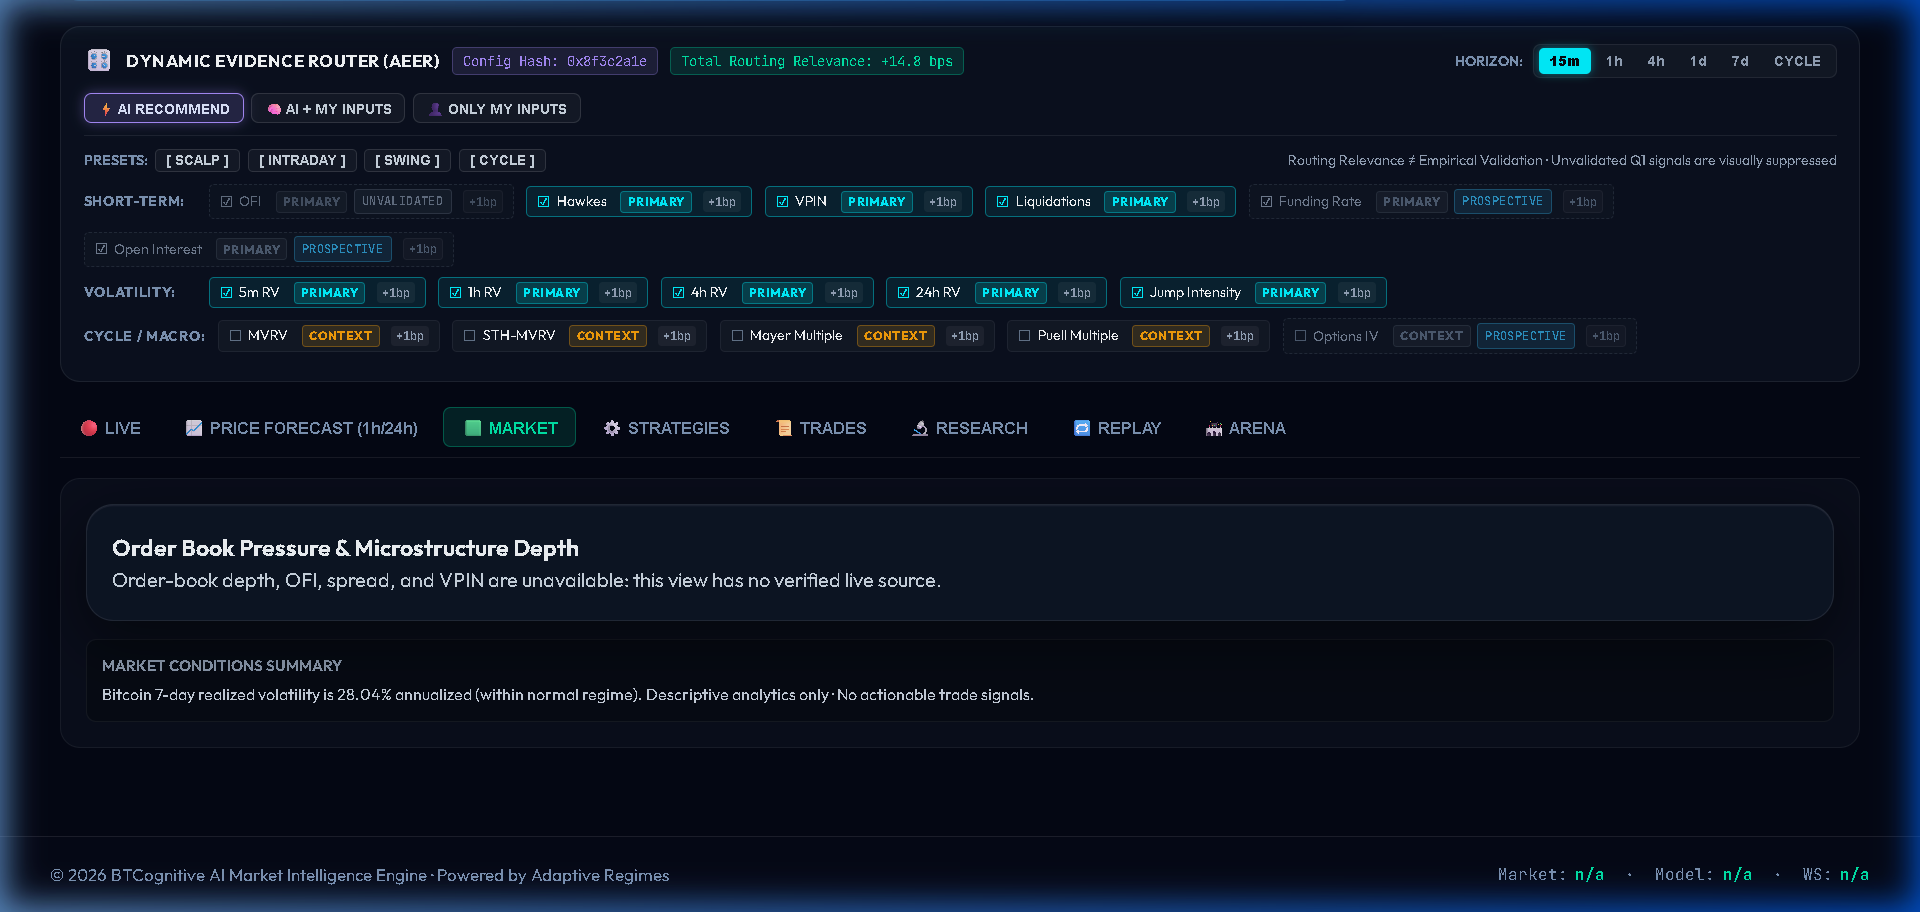 DYNAMIC EVIDENCE ROUTER (AEER) Config Hash: 0x8f3c2a1e Total Routing Relevance: +14.8 bps HORIZON: 15m 1h 4h 1d 7d CYCLE
AI RECOMMEND AI + MY INPUTS ONLY MY INPUTS
PRESETS: [ SCALP ] [ INTRADAY ] [ SWING ] [ CYCLE ] Routing Relevance ≠ Empirical Validation · Unvalidated Q1 signals are visually suppressed
SHORT-TERM: OFI PRIMARY UNVALIDATED +1bp Hawkes PRIMARY +1bp VPIN PRIMARY +1bp Liquidations PRIMARY +1bp Funding Rate PRIMARY PROSPECTIVE +1bp
Open Interest PRIMARY PROSPECTIVE +1bp
VOLATILITY: 5m RV PRIMARY +1bp 1h RV PRIMARY +1bp 4h RV PRIMARY +1bp 24h RV PRIMARY +1bp Jump Intensity PRIMARY +1bp
CYCLE / MACRO: MVRV CONTEXT +1bp STH-MVRV CONTEXT +1bp Mayer Multiple CONTEXT +1bp Puell Multiple CONTEXT +1bp Options IV CONTEXT PROSPECTIVE +1bp
LIVE PRICE FORECAST (1h/24h) MARKET STRATEGIES TRADES RESEARCH REPLAY ARENA
Order Book Pressure & Microstructure Depth
Order-book depth, OFI, spread, and VPIN are unavailable: this view has no verified live source.
MARKET CONDITIONS SUMMARY
Bitcoin 7-day realized volatility is 28.04% annualized (within normal regime). Descriptive analytics only · No actionable trade signals.
© 2026 BTCognitive AI Market Intelligence Engine · Powered by Adaptive Regimes Market: n/a · Model: n/a · WS: n/a